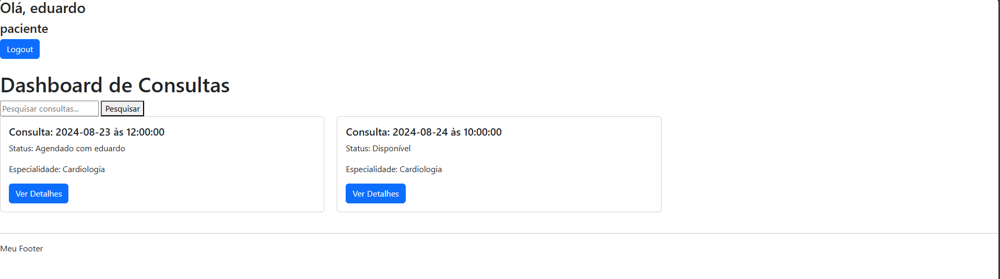 Olá, eduardo
paciente
Logout
Dashboard de Consultas
Pesquisar consultas... Pesquisar
Consulta: 2024-08-23 às 12:00:00
Status: Agendado com eduardo
Especialidade: Cardiologia
Ver Detalhes
Consulta: 2024-08-24 às 10:00:00
Status: Disponível
Especialidade: Cardiologia
Ver Detalhes
Meu Footer